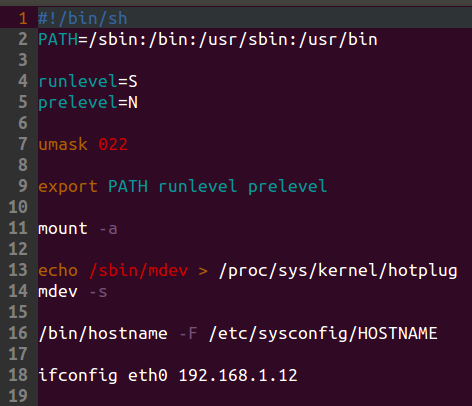 1 #!/bin/sh
2 PATH=/sbin:/bin:/usr/sbin:/usr/bin
3
4 runlevel=S
5 prelevel=N
6
7 umask 022
8
9 export PATH runlevel prelevel
10
11 mount -a
12
13 echo /sbin/mdev > /proc/sys/kernel/hotplug
14 mdev -s
15
16 /bin/hostname -F /etc/sysconfig/HOSTNAME
17
18 ifconfig eth0 192.168.1.12
19